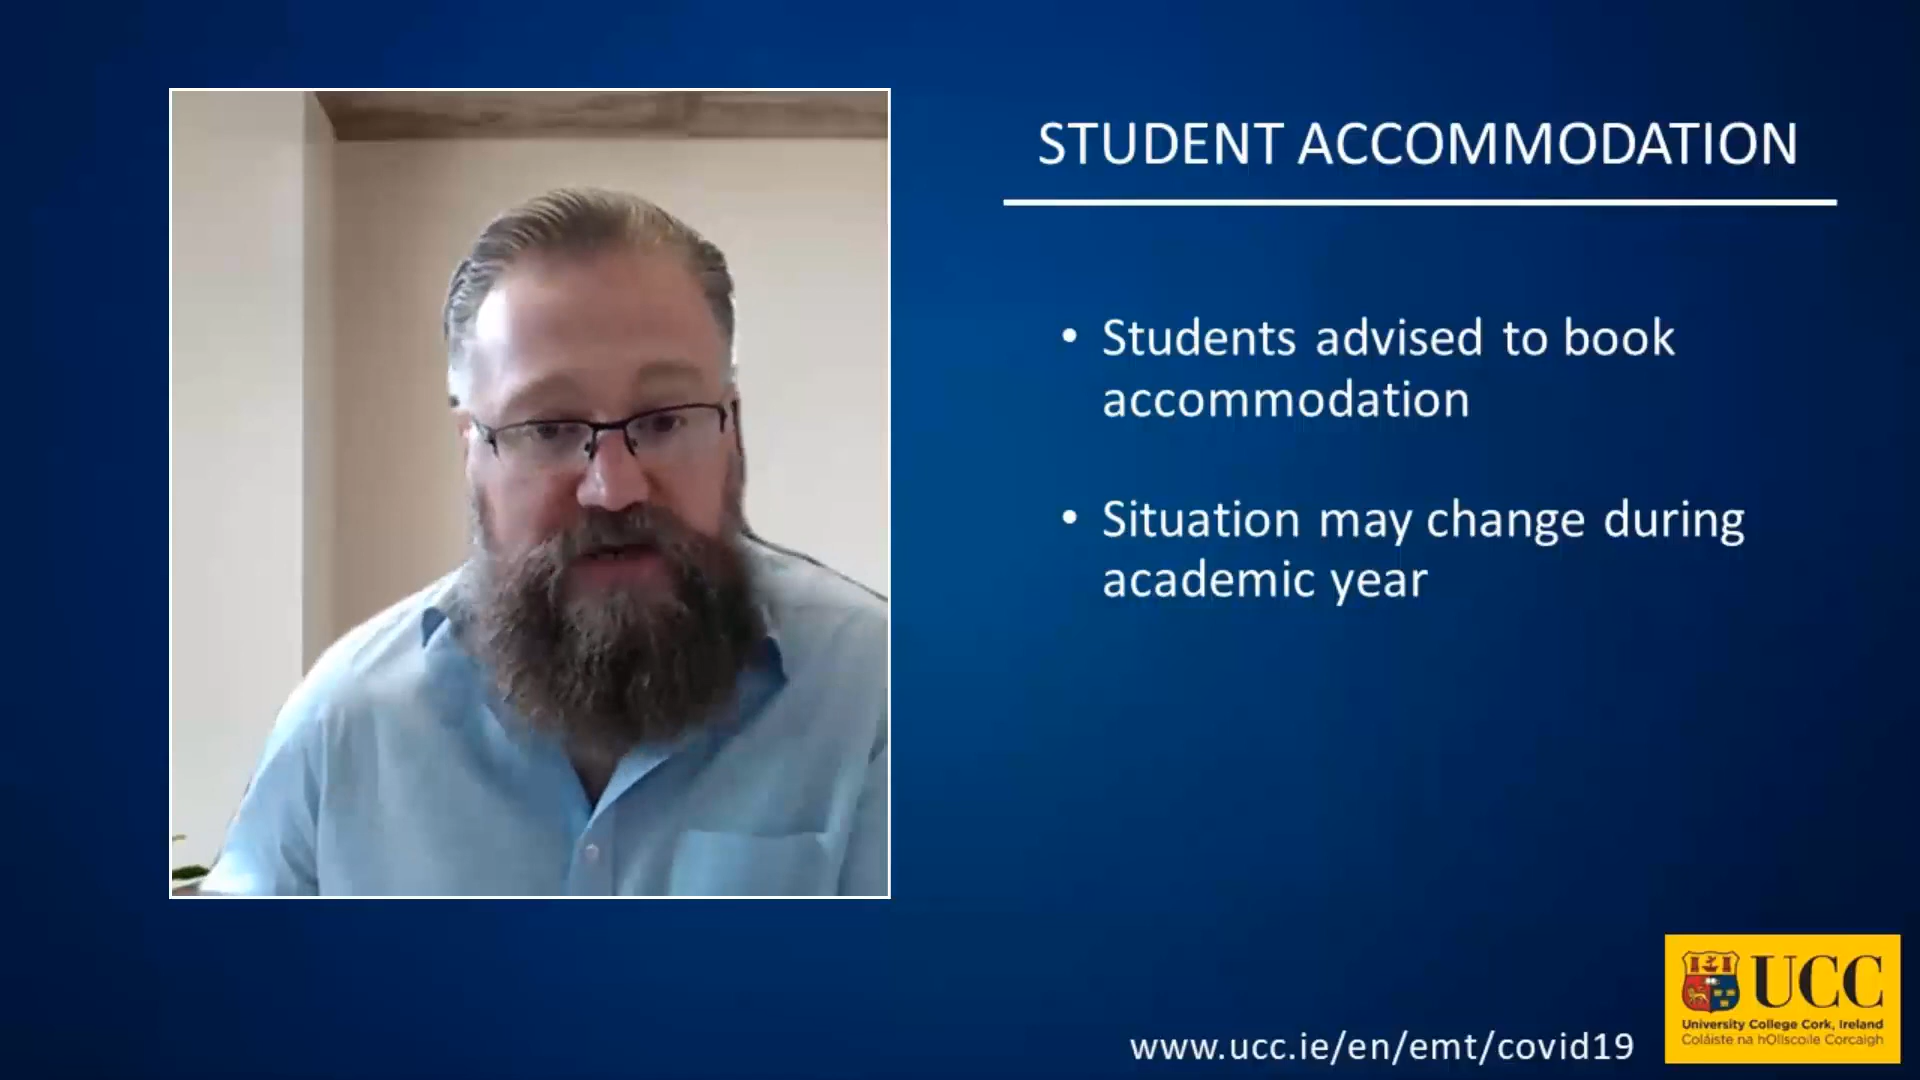 STUDENT ACCOMMODATION
• Students advised to book
accommodation
• Situation may change during
academic year
www.ucc.ie/en/emt/covid19
UCC
University College Cork, Ireland
Coláiste na hOllscoile Corcaigh